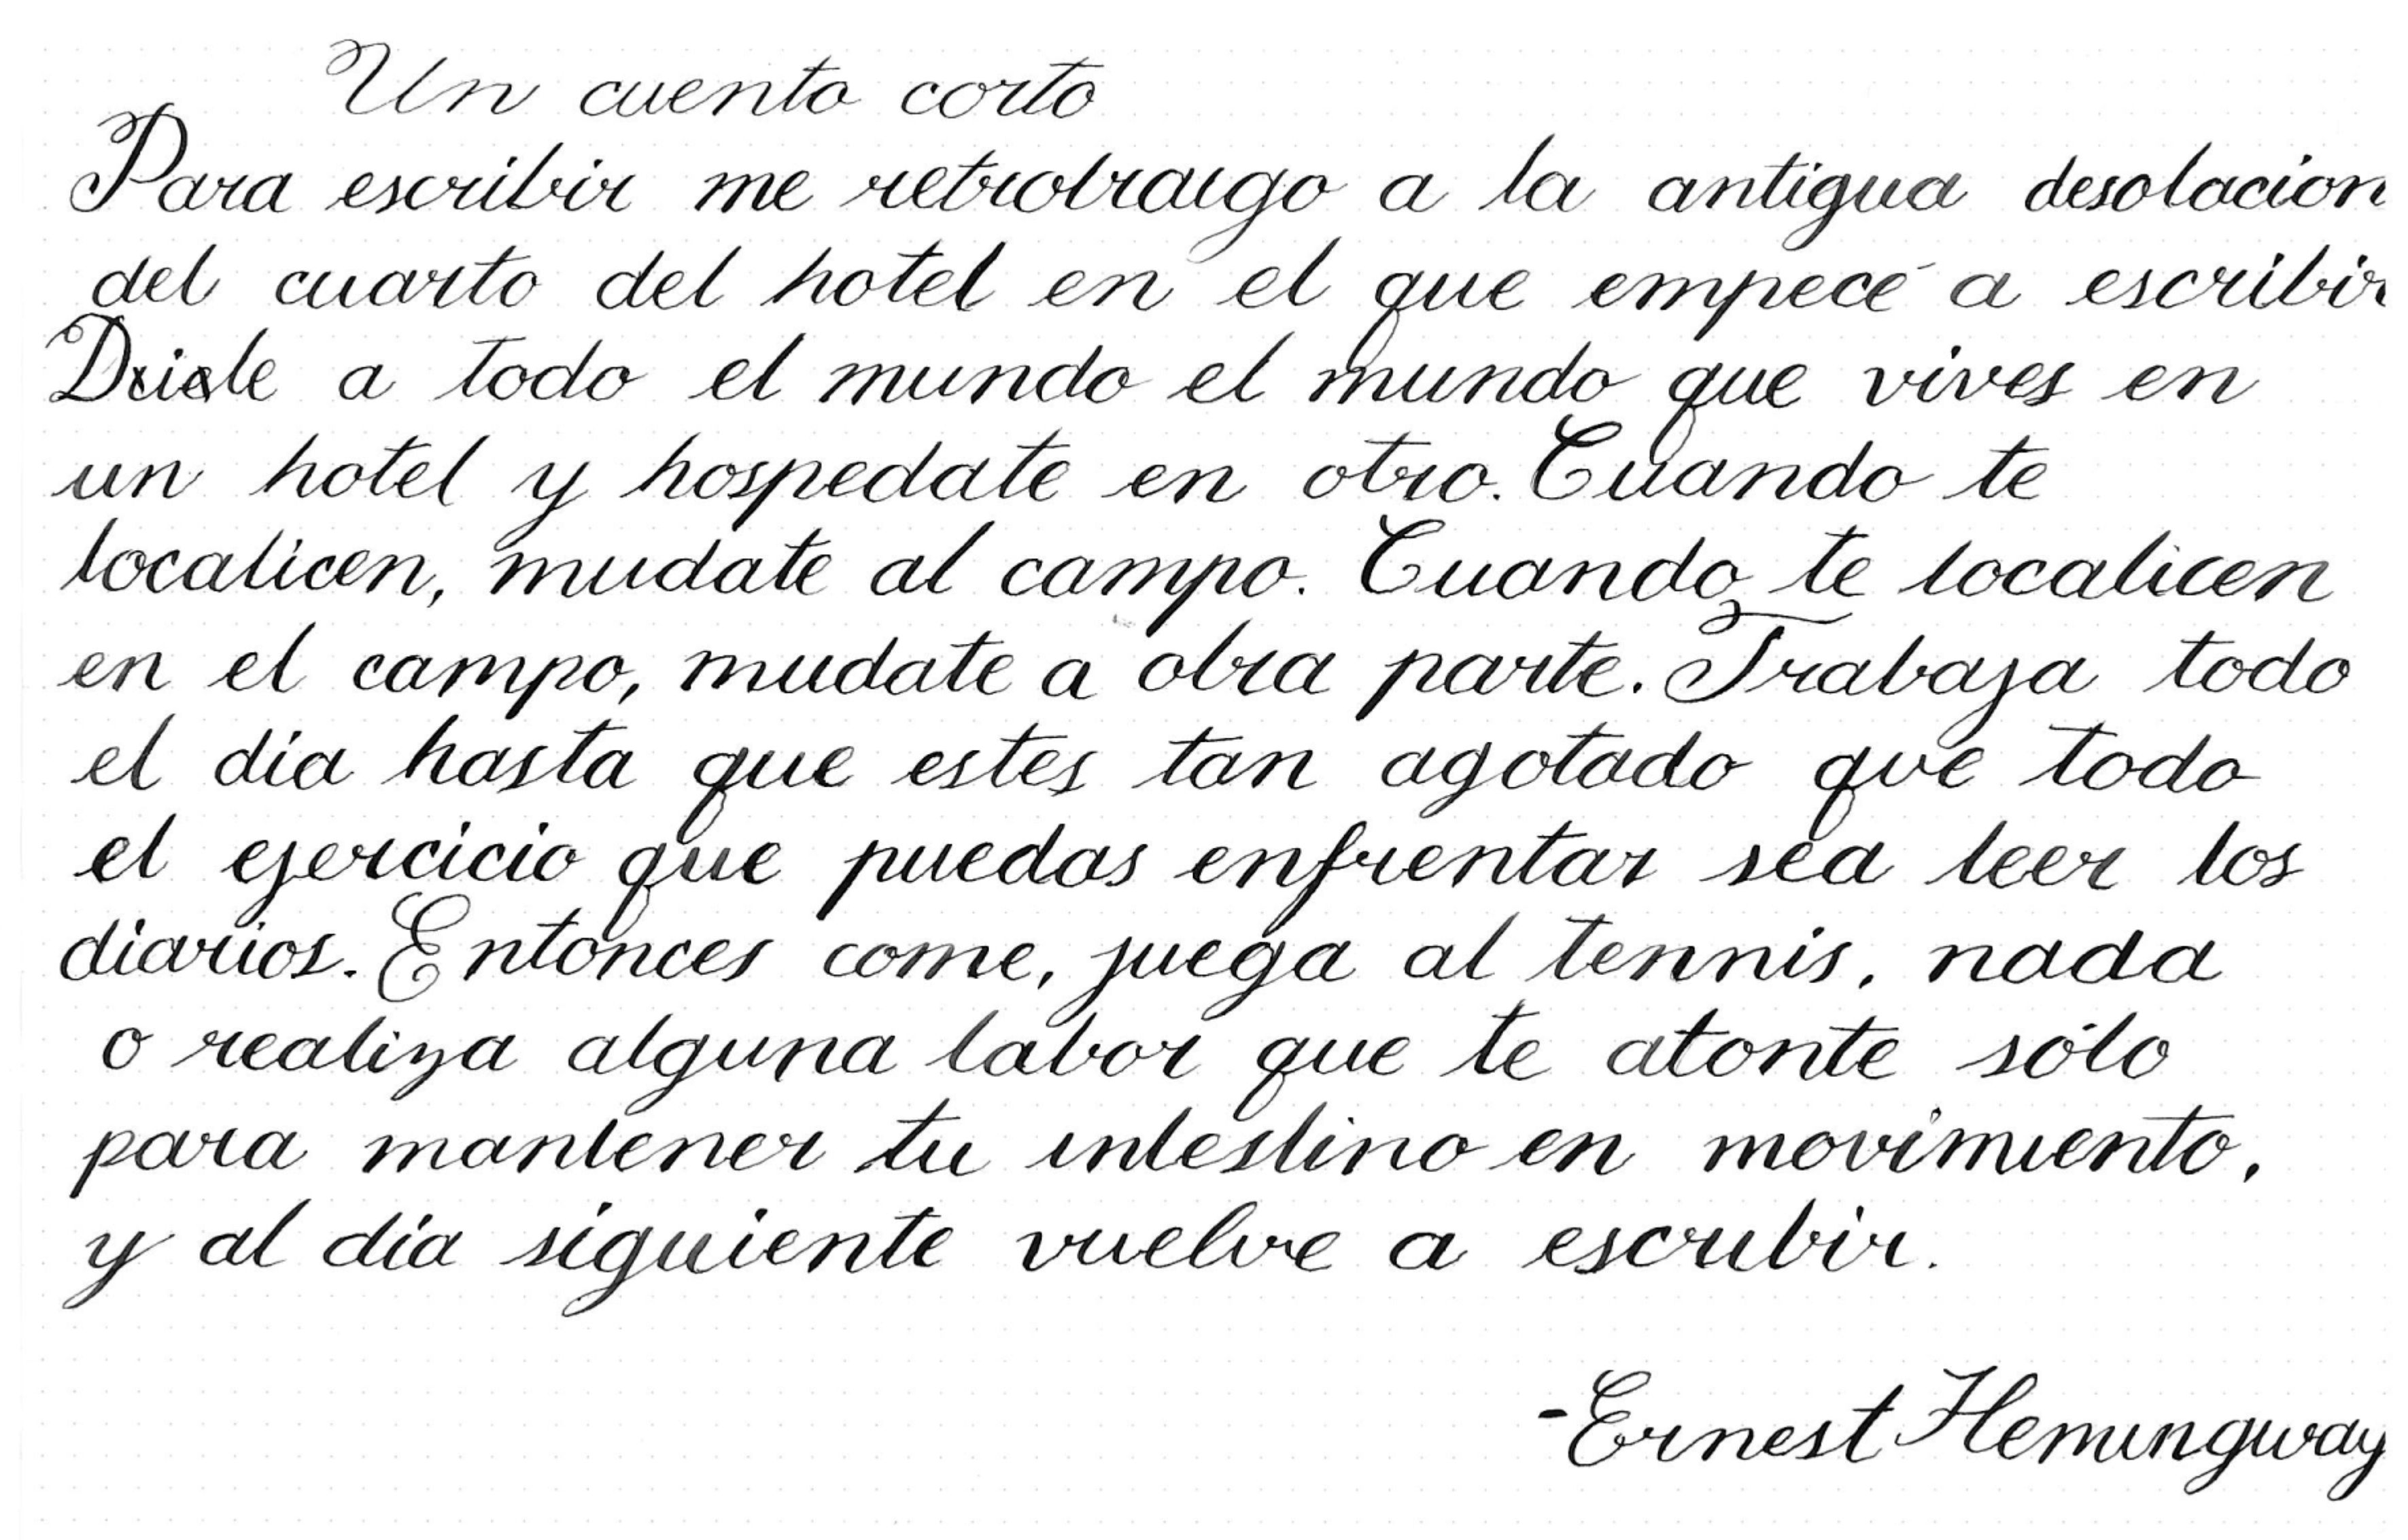 Un cuento corto
Para escribir me retrotraigo a la antigua desolacion
del cuarto del hotel en el que empecé a escribir
Dxiale a todo el mundo el mundo que vives en
un hotel y hospedate en otro. Cuando te
localicen, mudate al campo. Cuando te localicen
en el campo, mudate a otra parte. Trabaja todo
el día hasta que estes tan agotado que todo
el ejercicio que puedas enfrentar sea leer los
diarios. Entonces come, juega al tennis, nada
o realiza alguna labor que te atonte sólo
para mantener tu intestino en movimiento,
y al día siguiente vuelve a escribir.
-Ernest Hemingway